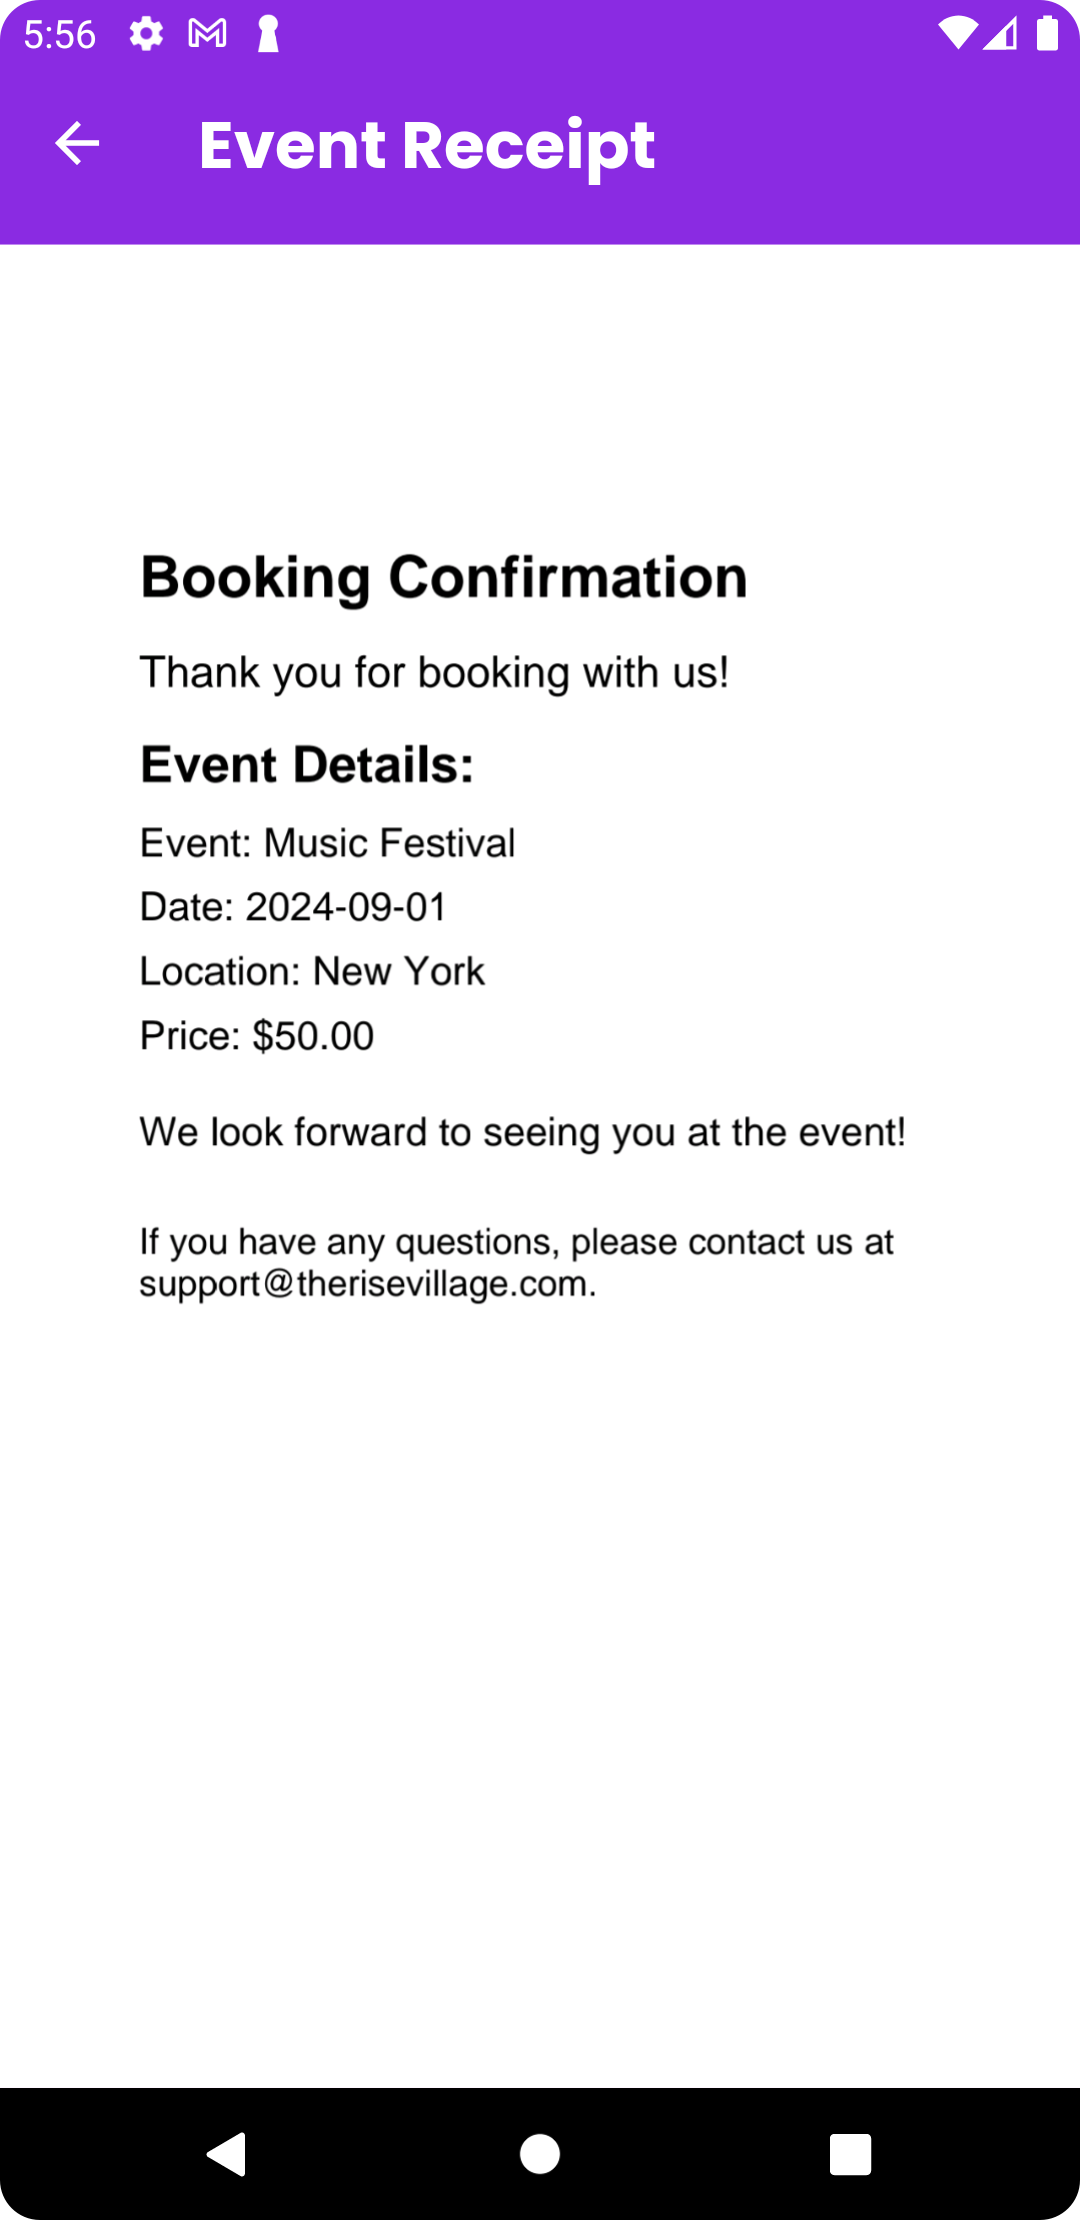 5:56
Event Receipt
Booking Confirmation
Thank you for booking with us!
Event Details:
Event: Music Festival
Date: 2024-09-01
Location: New York
Price: $50.00
We look forward to seeing you at the event!
If you have any questions, please contact us at
support@therisevillage.com.